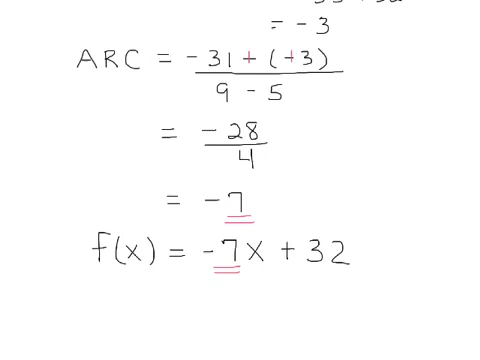 = - 3
ARC = - 31 + (+3)
9 - 5
= - 28
4
= - 7
f(x) = - 7x + 32